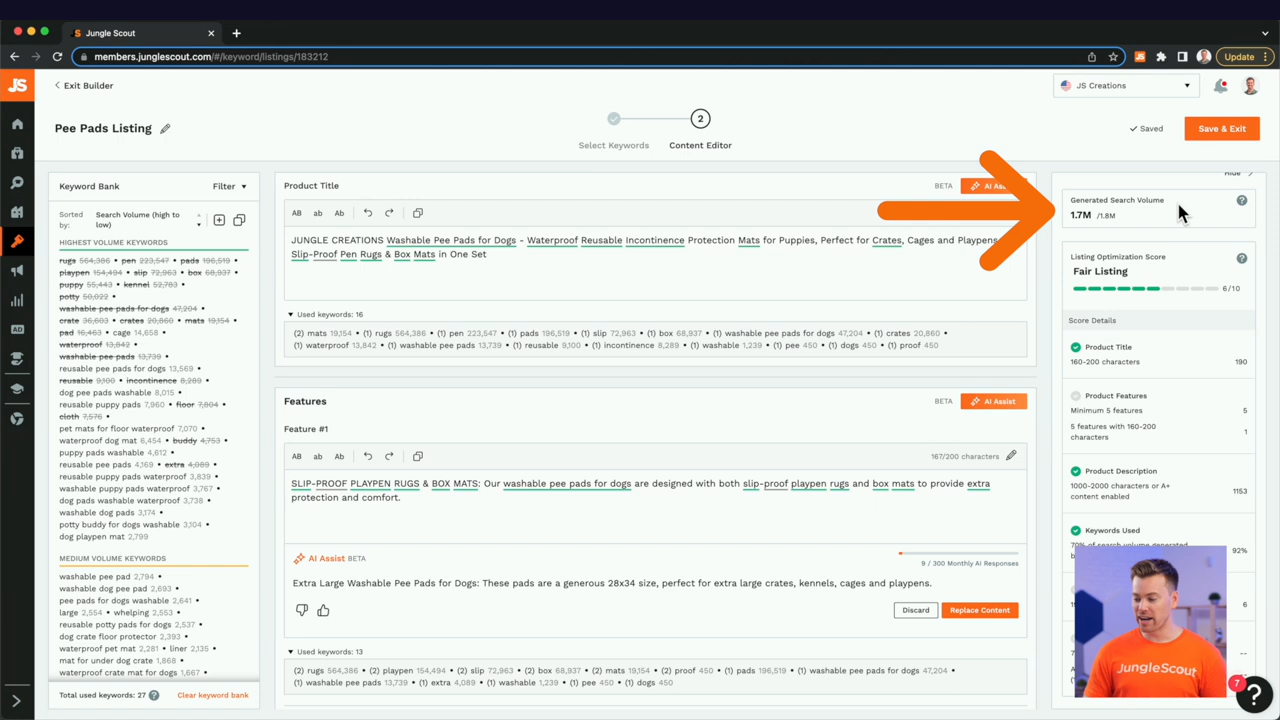 Jungle Scout
members.junglescout.com/#/keyword/listings/183212
Update
JS
Exit Builder
JS Creations
Pee Pads Listing
2
Select Keywords
Content Editor
Saved
Save & Exit
Keyword Bank
Filter
Sorted by:
Search Volume (high to low)
HIGHEST VOLUME KEYWORDS
rugs 564,386 • pen 223,547 • pads 196,519 •
playpen 154,494 • slip 72,963 • box 68,937 •
puppy 55,443 • kennel 52,783 •
potty 50,022 •
washable pee pads for dogs 47,204 •
crate 36,603 • crates 20,860 • mats 19,154 •
pad 16,463 • cage 14,658 •
waterproof 13,842 •
washable pee pads 13,739 •
reusable pee pads for dogs 13,569 •
reusable 9,100 • incontinence 8,289 •
dog pee pads washable 8,015 •
reusable puppy pads 7,960 • floor 7,804 •
cloth 7,576 •
pet mats for floor waterproof 7,070 •
waterproof dog mat 6,454 • buddy 4,753 •
puppy pads washable 4,612 •
reusable pee pads 4,169 • extra 4,089 •
reusable puppy pads waterproof 3,839 •
washable puppy pads waterproof 3,767 •
dog pads washable waterproof 3,738 •
washable dog pads 3,174 •
potty buddy for dogs washable 3,104 •
dog playpen mat 2,799
MEDIUM VOLUME KEYWORDS
washable pee pad 2,794 •
dog pee pad washable 2,693 •
pee pads for dogs washable 2,641 •
large 2,554 • whelping 2,553 •
reusable potty pads for dogs 2,537 •
dog crate floor protector 2,393 •
waterproof pet mat 2,281 • liner 2,135 •
mat for under dog crate 1,868 •
waterproof crate mat for dogs 1,667 •
Total used keywords: 27
Clear keyword bank
Product Title
BETA
AI Ass
AB ab Ab
JUNGLE CREATIONS Washable Pee Pads for Dogs - Waterproof Reusable Incontinence Protection Mats for Puppies, Perfect for Crates, Cages and Playpens
Slip-Proof Pen Rugs & Box Mats in One Set
Used keywords: 16
(2) mats 19,154 • (1) rugs 564,386 • (1) pen 223,547 • (1) pads 196,519 • (1) slip 72,963 • (1) box 68,937 • (1) washable pee pads for dogs 47,204 • (1) crates 20,860 •
(1) waterproof 13,842 • (1) washable pee pads 13,739 • (1) reusable 9,100 • (1) incontinence 8,289 • (1) washable 1,239 • (1) pee 450 • (1) dogs 450 • (1) proof 450
Features
BETA
AI Assist
Feature #1
AB ab Ab
167/200 characters
SLIP-PROOF PLAYPEN RUGS & BOX MATS: Our washable pee pads for dogs are designed with both slip-proof playpen rugs and box mats to provide extra
protection and comfort.
AI Assist BETA
9 / 300 Monthly AI Responses
Extra Large Washable Pee Pads for Dogs: These pads are a generous 28x34 size, perfect for extra large crates, kennels, cages and playpens.
Discard
Replace Content
Used keywords: 13
(2) rugs 564,386 • (2) playpen 154,494 • (2) slip 72,963 • (2) box 68,937 • (2) mats 19,154 • (2) proof 450 • (1) pads 196,519 • (1) washable pee pads for dogs 47,204 •
(1) washable pee pads 13,739 • (1) extra 4,089 • (1) washable 1,239 • (1) pee 450 • (1) dogs 450
Hide
Generated Search Volume
1.7M /1.8M
Listing Optimization Score
Fair Listing
6/10
Score Details
Product Title
160-200 characters 190
Product Features
Minimum 5 features 5
5 features with 160-200
characters 1
Product Description
1000-2000 characters or A+
content enabled 1153
Keywords Used
70% of search volume generated
92%
6
--
JungleScout
7
?
AD